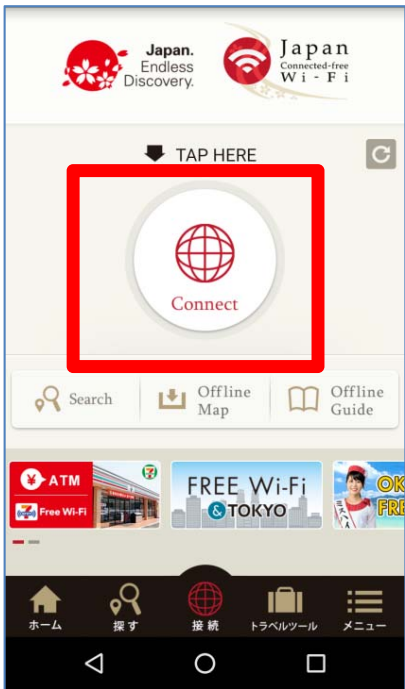 Japan.
Endless
Discovery.
Japan
Connected-free
Wi-Fi
TAP HERE
Connect
Search
Offline
Map
Offline
Guide
¥ ATM
Free Wi-Fi
FREE Wi-Fi
& TOKYO
OK
FRE
ホーム
探す
接続
トラベルツール
メニュー